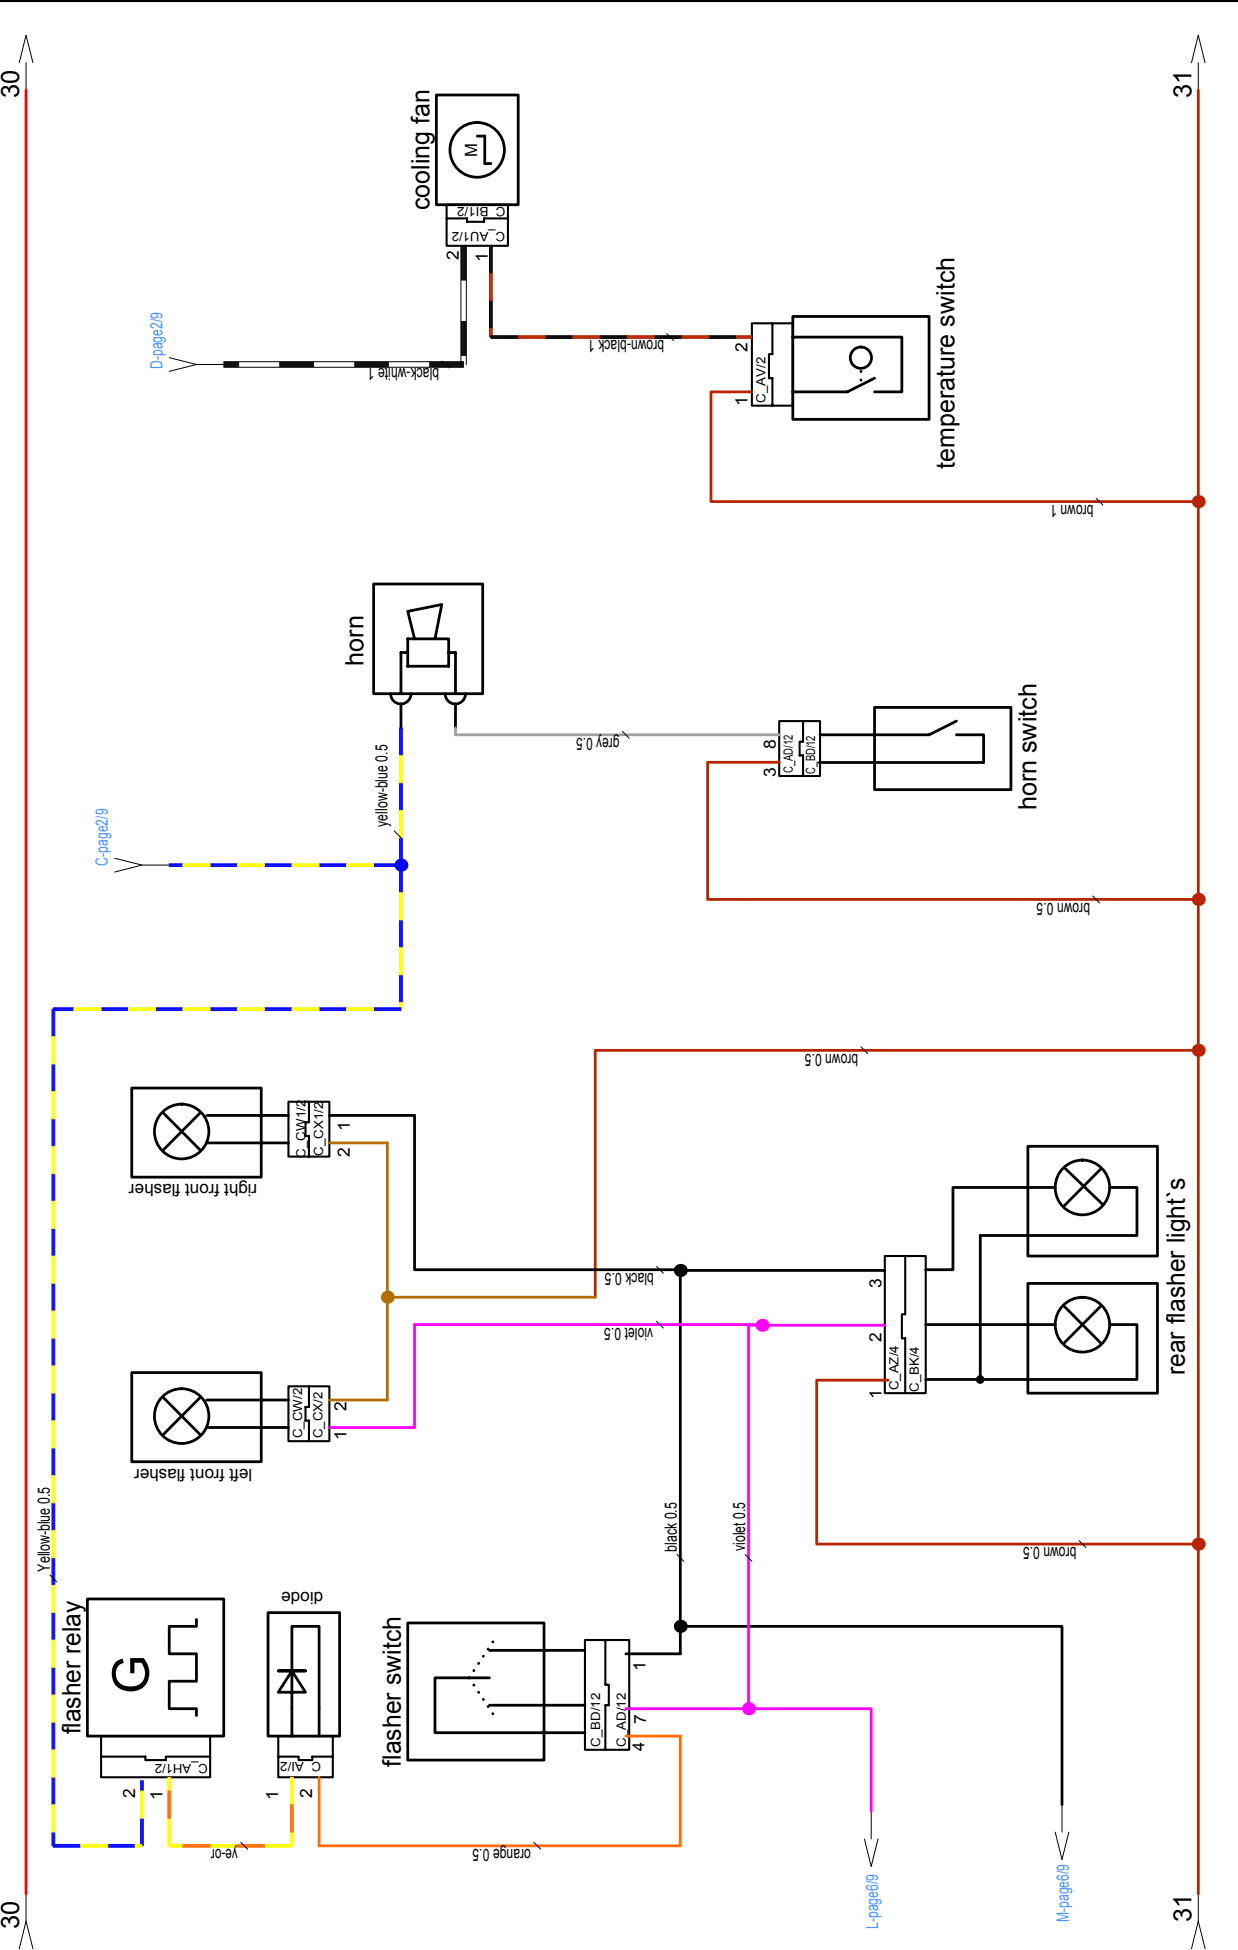 30
30
31
31
flasher relay
G
C_AH1/2
2
1
Yellow-blue 0.5
ye-or
diode
C AI/2
1
2
orange 0.5
flasher switch
C_BD/12
C_AD/12
4
7
1
black 0.5
violet 0.5
L-page6/9
M-page6/9
left front flasher
C_CW/2
C_CX/2
1
2
right front flasher
C_CW1/2
C_CX1/2
2
1
violet 0.5
black 0.5
brown 0.5
rear flasher light`s
C_AZ/4
C_BK/4
1
2
3
brown 0.5
C-page2/9
yellow-blue 0.5
horn
grey 0.5
horn switch
C_AD/12
C_BD/12
3
8
brown 0.5
D-page2/9
black-white 1
cooling fan
M
C_BI1/2
C_AU1/2
2
1
brown-black 1
temperature switch
C_AV/2
1
2
brown 1